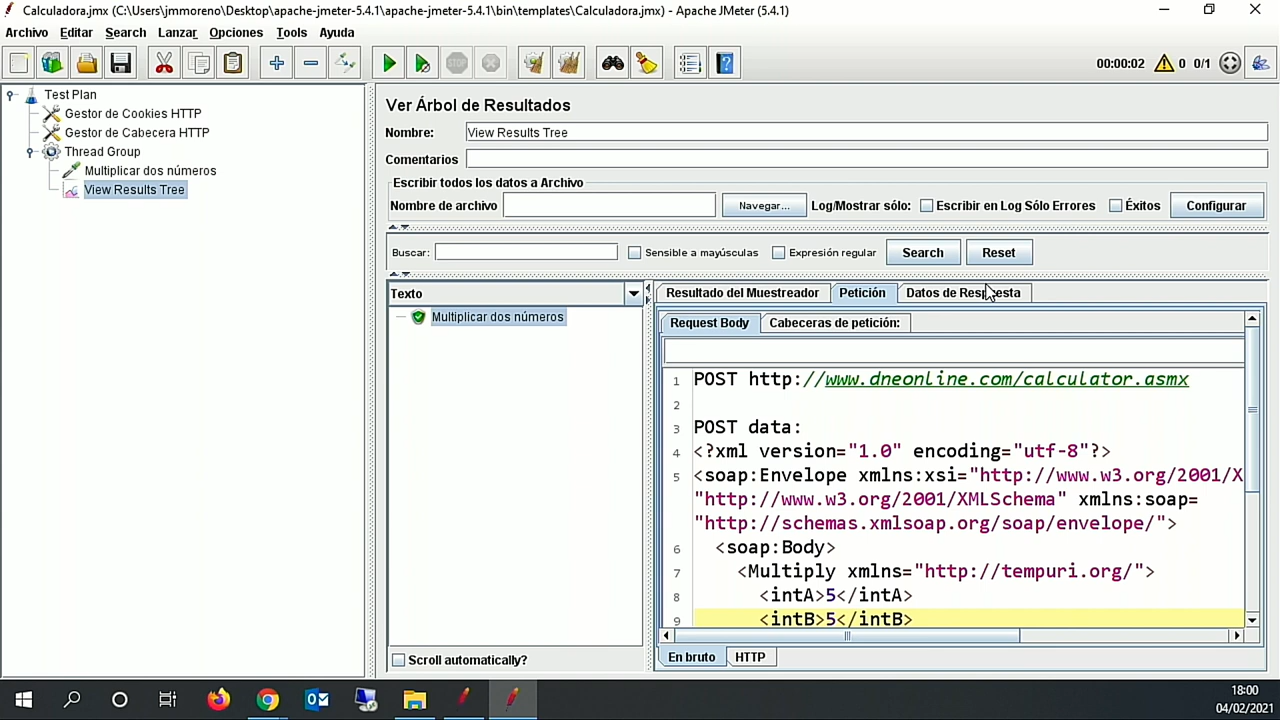 Calculadora.jmx (C:\Users\jmmoreno\Desktop\apache-jmeter-5.4.1\apache-jmeter-5.4.1\bin\templates\Calculadora.jmx) - Apache JMeter (5.4.1)
Archivo Editar Search Lanzar Opciones Tools Ayuda
00:00:02 0 0/1
Test Plan
Gestor de Cookies HTTP
Gestor de Cabecera HTTP
Thread Group
Multiplicar dos números
View Results Tree
Ver Árbol de Resultados
Nombre: View Results Tree
Comentarios
Escribir todos los datos a Archivo
Nombre de archivo Navegar... Log/Mostrar sólo: Escribir en Log Sólo Errores Éxitos Configurar
Buscar: Sensible a mayúsculas Expresión regular Search Reset
Texto
Multiplicar dos números
Scroll automatically?
Resultado del Muestreador Petición Datos de Respuesta
Request Body Cabeceras de petición:
1 POST http://www.dneonline.com/calculator.asmx
2
3 POST data:
4 <?xml version="1.0" encoding="utf-8"?>
5 <soap:Envelope xmlns:xsi="http://www.w3.org/2001/X
"http://www.w3.org/2001/XMLSchema" xmlns:soap=
"http://schemas.xmlsoap.org/soap/envelope/">
6 <soap:Body>
7 <Multiply xmlns="http://tempuri.org/">
8 <intA>5</intA>
9 <intB>5</intB>
En bruto HTTP
18:00
04/02/2021